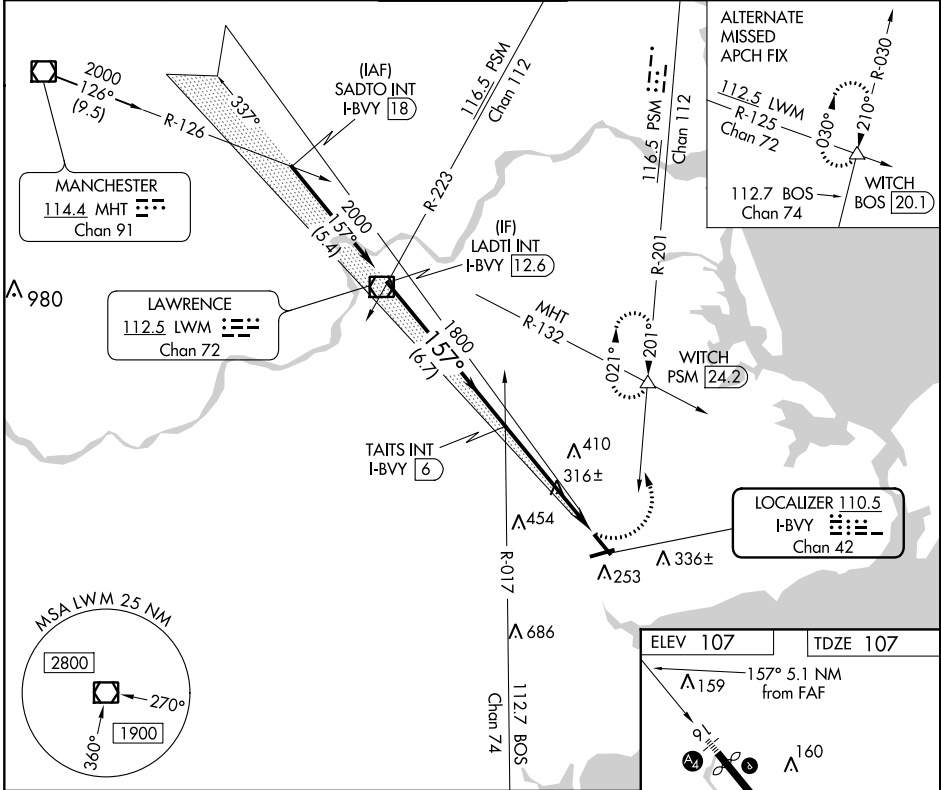 2000
126°
(9.5)
R-126
MANCHESTER
114.4 MHT
Chan 91
980
337°
(IAF)
SADTO INT
I-BVY 18
2000
157°
(5.4)
116.5 PSM
Chan 112
R-223
(IF)
LADTI INT
I-BVY 12.6
LAWRENCE
112.5 LWM
Chan 72
1800
157°
(6.7)
MHT
R-132
116.5 PSM
Chan 112
R-201
021°
201°
WITCH
PSM 24.2
TAITS INT
I-BVY 6
410
316±
454
R-017
253
336±
686
112.7 BOS
Chan 74
LOCALIZER 110.5
I-BVY
Chan 42
ALTERNATE
MISSED
APCH FIX
R-030
112.5 LWM
R-125
Chan 72
030°
210°
112.7 BOS
Chan 74
WITCH
BOS 20.1
MSA LWM 25 NM
2800
270°
1900
360°
ELEV 107
TDZE 107
157° 5.1 NM
from FAF
159
16
A4
P
160